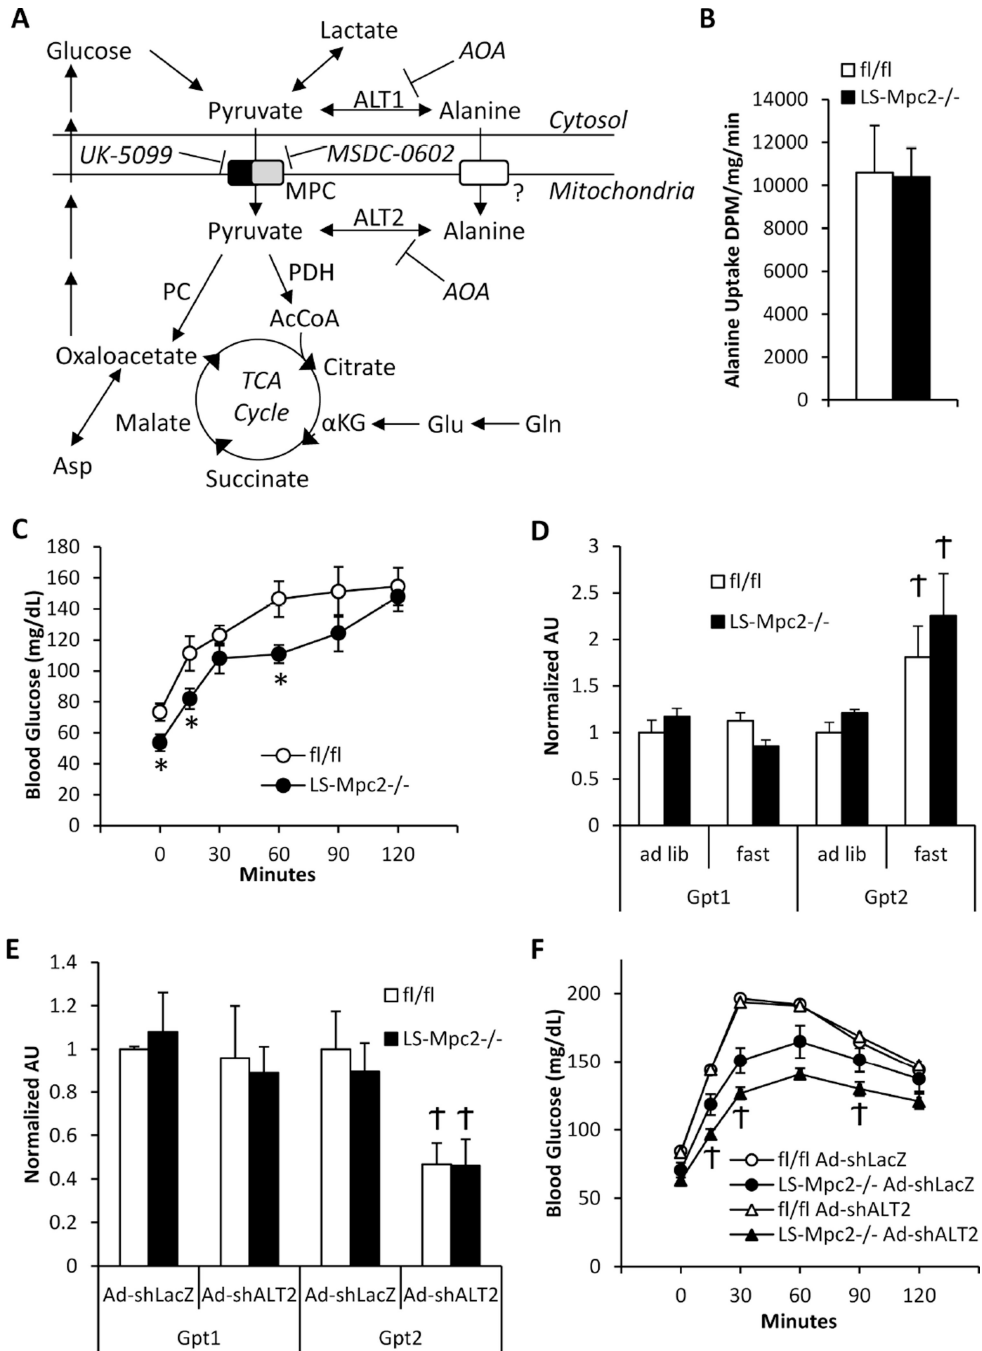 A
Glucose
Lactate
AOA
Pyruvate
ALT1
Alanine
Cytosol
UK-5099
MSDC-0602
MPC
?
Mitochondria
Pyruvate
ALT2
Alanine
PC
PDH
AOA
AcCoA
Oxaloacetate
Citrate
TCA
Cycle
Malate
αKG
Glu
Gln
Asp
Succinate
B
fl/fl
LS-Mpc2-/-
Alanine Uptake DPM/mg/min
14000
12000
10000
8000
6000
4000
2000
0
C
Blood Glucose (mg/dL)
180
160
140
120
100
80
60
40
20
0
*
*
*
fl/fl
LS-Mpc2-/-
0 30 60 90 120
Minutes
D
Normalized AU
3
2.5
2
1.5
1
0.5
0
fl/fl
LS-Mpc2-/-
† †
ad lib fast ad lib fast
Gpt1 Gpt2
E
Normalized AU
1.4
1.2
1
0.8
0.6
0.4
0.2
0
fl/fl
LS-Mpc2-/-
† †
Ad-shLacZ Ad-shALT2 Ad-shLacZ Ad-shALT2
Gpt1 Gpt2
F
Blood Glucose (mg/dL)
200
150
100
50
0
† † †
fl/fl Ad-shLacZ
LS-Mpc2-/- Ad-shLacZ
fl/fl Ad-shALT2
LS-Mpc2-/- Ad-shALT2
0 30 60 90 120
Minutes